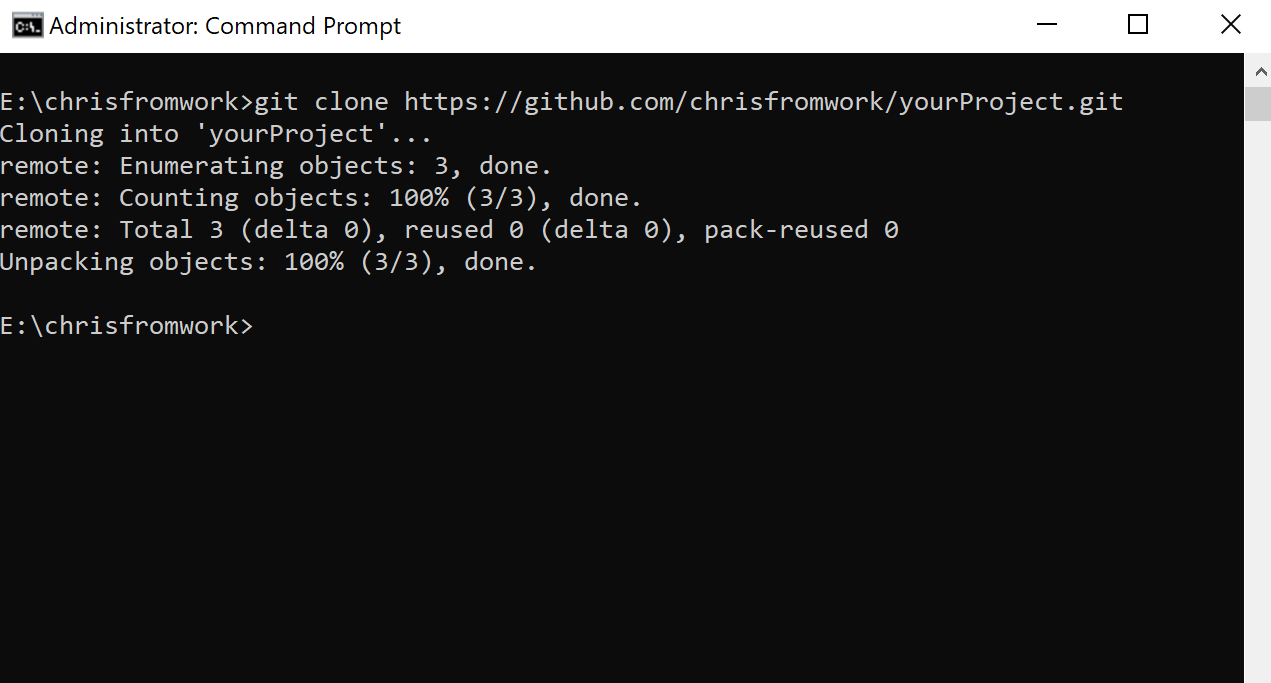 Administrator: Command Prompt
E:\chrisfromwork>git clone https://github.com/chrisfromwork/yourProject.git
Cloning into 'yourProject'...
remote: Enumerating objects: 3, done.
remote: Counting objects: 100% (3/3), done.
remote: Total 3 (delta 0), reused 0 (delta 0), pack-reused 0
Unpacking objects: 100% (3/3), done.
E:\chrisfromwork>